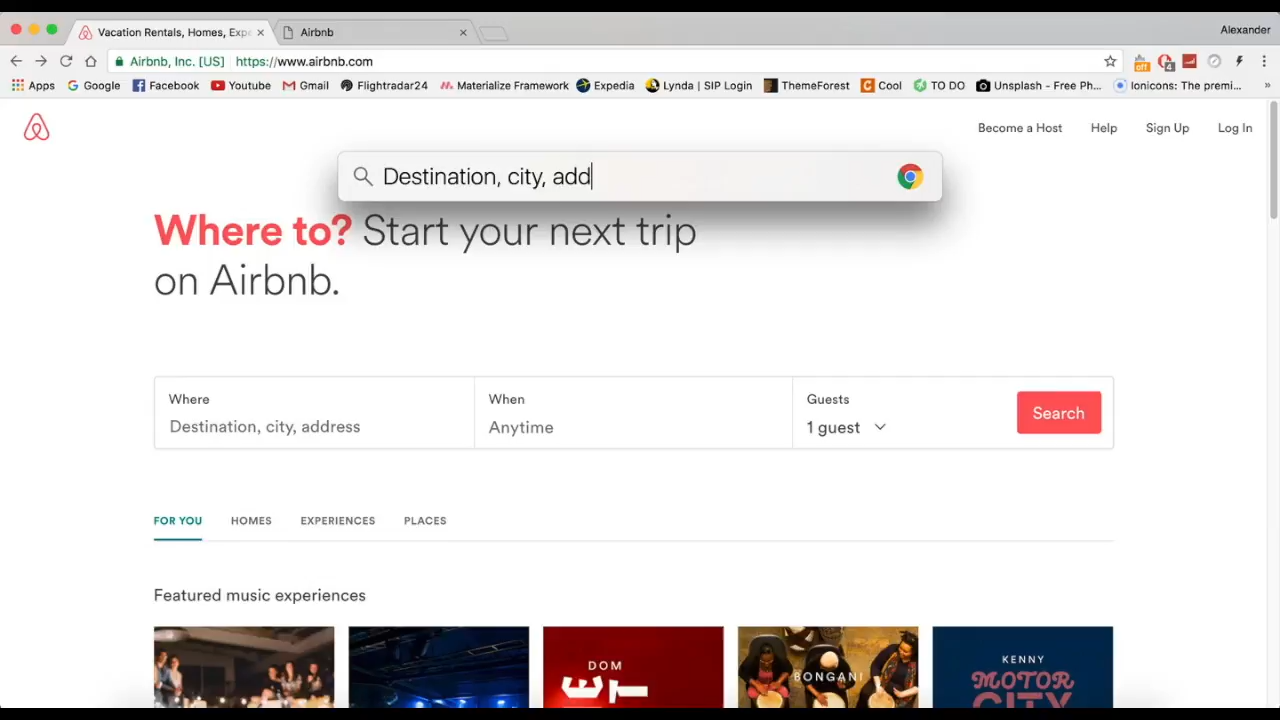 Vacation Rentals, Homes, Exp
Airbnb
Alexander
Airbnb, Inc. [US]
https://www.airbnb.com
off
4
Apps
Google
Facebook
Youtube
Gmail
Flightradar24
Materialize Framework
Expedia
Lynda | SIP Login
ThemeForest
Cool
TO DO
Unsplash - Free Ph...
Ionicons: The premi...
»
Become a Host
Help
Sign Up
Log In
Destination, city, add
Where to? Start your next trip
on Airbnb.
Where
Destination, city, address
When
Anytime
Guests
1 guest
Search
FOR YOU
HOMES
EXPERIENCES
PLACES
Featured music experiences
DOM
BONGANI
KENNY
MOTOR
CITY